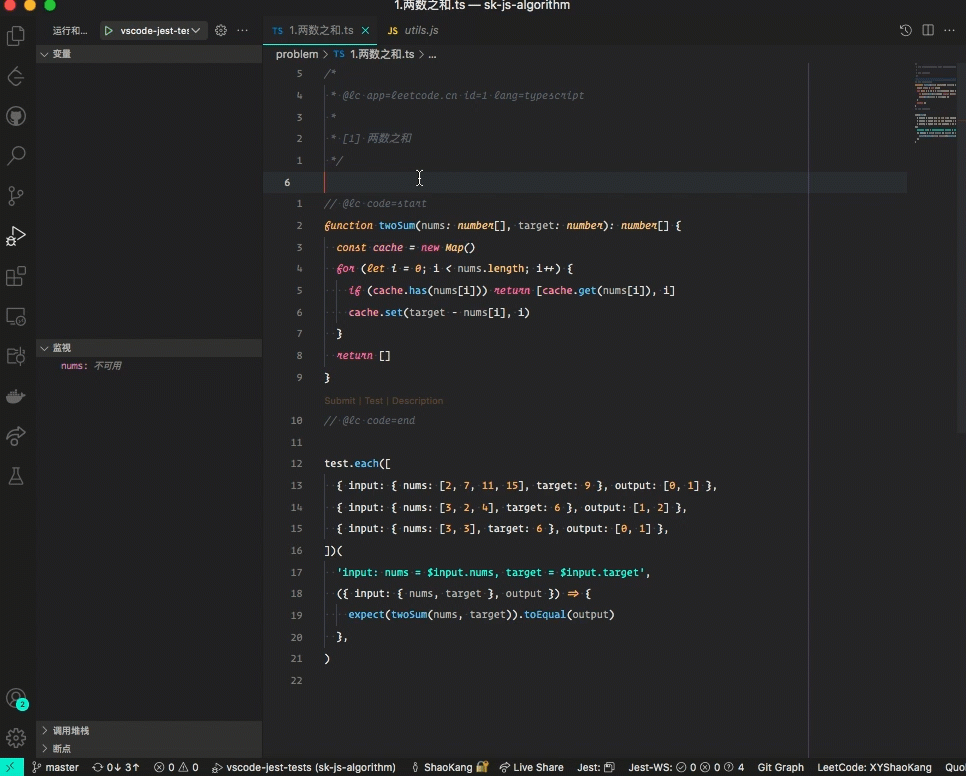 1.两数之和.ts — sk-js-algorithm
运行和... vscode-jest-tes
TS 1.两数之和.ts JS utils.js
变量
problem > TS 1.两数之和.ts > ...
5 /*
4 * @lc app=leetcode.cn id=1 lang=typescript
3 *
2 * [1] 两数之和
1 */
6
1 // @lc code=start
2 function twoSum(nums: number[], target: number): number[] {
3 const cache = new Map()
4 for (let i = 0; i < nums.length; i++) {
5 if (cache.has(nums[i])) return [cache.get(nums[i]), i]
6 cache.set(target - nums[i], i)
7 }
8 return []
9 }
Submit | Test | Description
10 // @lc code=end
11
12 test.each([
13 { input: { nums: [2, 7, 11, 15], target: 9 }, output: [0, 1] },
14 { input: { nums: [3, 2, 4], target: 6 }, output: [1, 2] },
15 { input: { nums: [3, 3], target: 6 }, output: [0, 1] },
16 ])(
17 'input: nums = $input.nums, target = $input.target',
18 ({ input: { nums, target }, output }) => {
19 expect(twoSum(nums, target)).toEqual(output)
20 },
21 )
22
监视
nums: 不可用
调用堆栈
断点
2
master 0↓ 3↑ 0 0 vscode-jest-tests (sk-js-algorithm) ShaoKang Live Share Jest: Jest-WS: 0 0 4 Git Graph LeetCode: XYShaoKang Quo